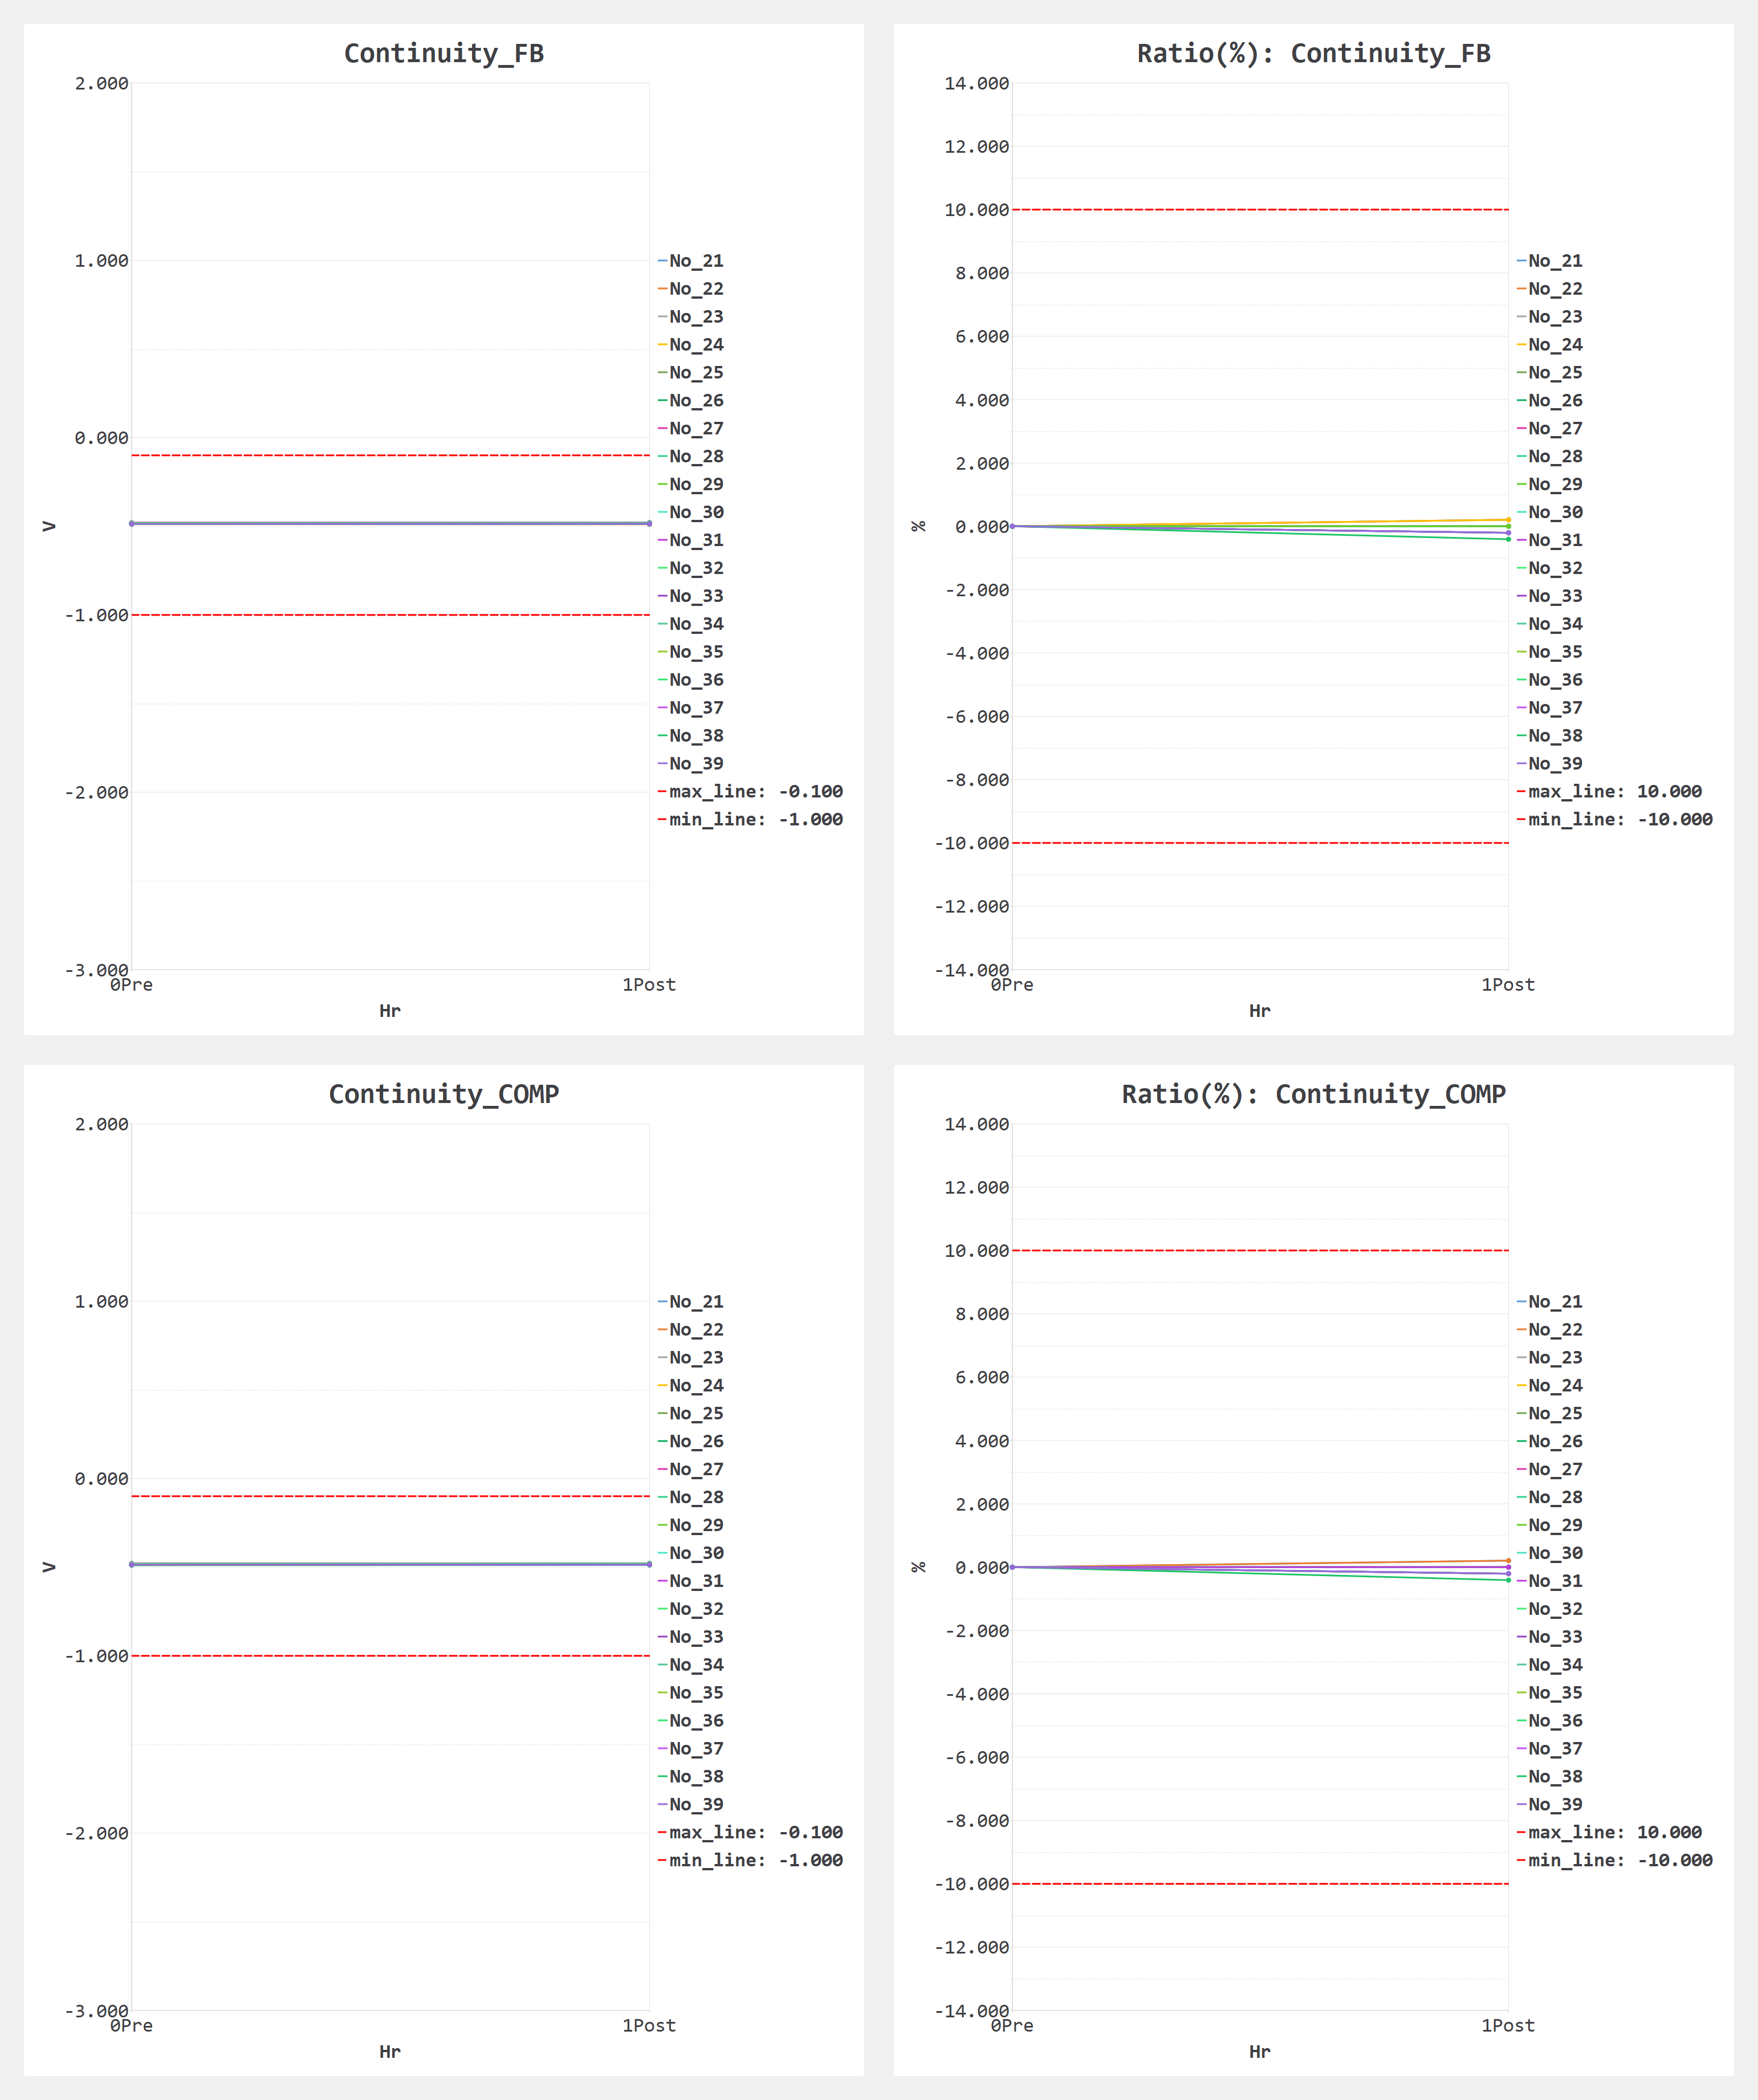 Continuity_FB
2.000
1.000
0.000
-1.000
-2.000
-3.000
V
0Pre
1Post
Hr
No_21
No_22
No_23
No_24
No_25
No_26
No_27
No_28
No_29
No_30
No_31
No_32
No_33
No_34
No_35
No_36
No_37
No_38
No_39
max_line: -0.100
min_line: -1.000
Ratio(%): Continuity_FB
14.000
12.000
10.000
8.000
6.000
4.000
2.000
0.000
-2.000
-4.000
-6.000
-8.000
-10.000
-12.000
-14.000
%
0Pre
1Post
Hr
No_21
No_22
No_23
No_24
No_25
No_26
No_27
No_28
No_29
No_30
No_31
No_32
No_33
No_34
No_35
No_36
No_37
No_38
No_39
max_line: 10.000
min_line: -10.000
Continuity_COMP
2.000
1.000
0.000
-1.000
-2.000
-3.000
V
0Pre
1Post
Hr
No_21
No_22
No_23
No_24
No_25
No_26
No_27
No_28
No_29
No_30
No_31
No_32
No_33
No_34
No_35
No_36
No_37
No_38
No_39
max_line: -0.100
min_line: -1.000
Ratio(%): Continuity_COMP
14.000
12.000
10.000
8.000
6.000
4.000
2.000
0.000
-2.000
-4.000
-6.000
-8.000
-10.000
-12.000
-14.000
%
0Pre
1Post
Hr
No_21
No_22
No_23
No_24
No_25
No_26
No_27
No_28
No_29
No_30
No_31
No_32
No_33
No_34
No_35
No_36
No_37
No_38
No_39
max_line: 10.000
min_line: -10.000